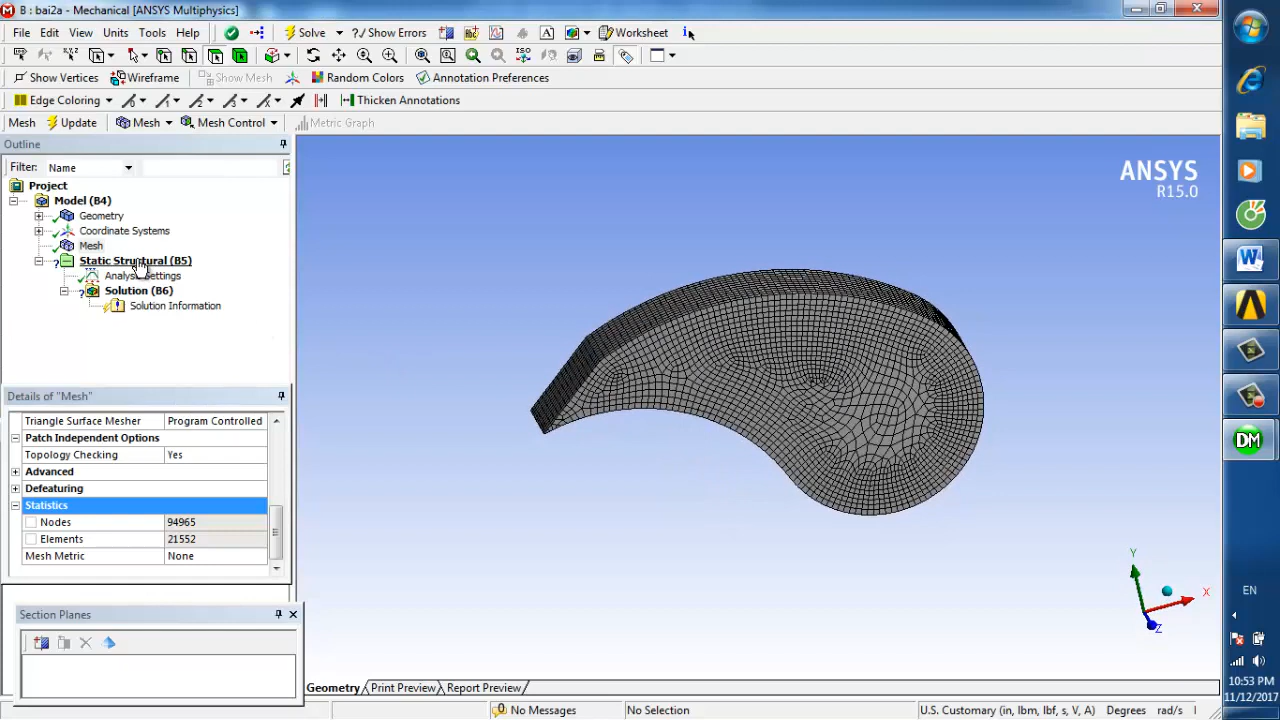 B : bai2a - Mechanical [ANSYS Multiphysics]
File Edit View Units Tools Help Solve ?/ Show Errors Worksheet i
Show Vertices Wireframe Show Mesh Random Colors Annotation Preferences
Edge Coloring Thicken Annotations
Mesh Update Mesh Mesh Control Metric Graph
Outline
Filter: Name
Project
Model (B4)
Geometry
Coordinate Systems
Mesh
Static Structural (B5)
Analysis Settings
Solution (B6)
Solution Information
Details of "Mesh"
Triangle Surface Mesher Program Controlled
Patch Independent Options
Topology Checking Yes
Advanced
Defeaturing
Statistics
Nodes 94965
Elements 21552
Mesh Metric None
Section Planes
ANSYS
R15.0
Y
X
Z
Geometry Print Preview Report Preview
0 No Messages No Selection U.S. Customary (in, lbm, lbf, s, V, A) Degrees rad/s
DM
EN
10:53 PM
11/12/2017